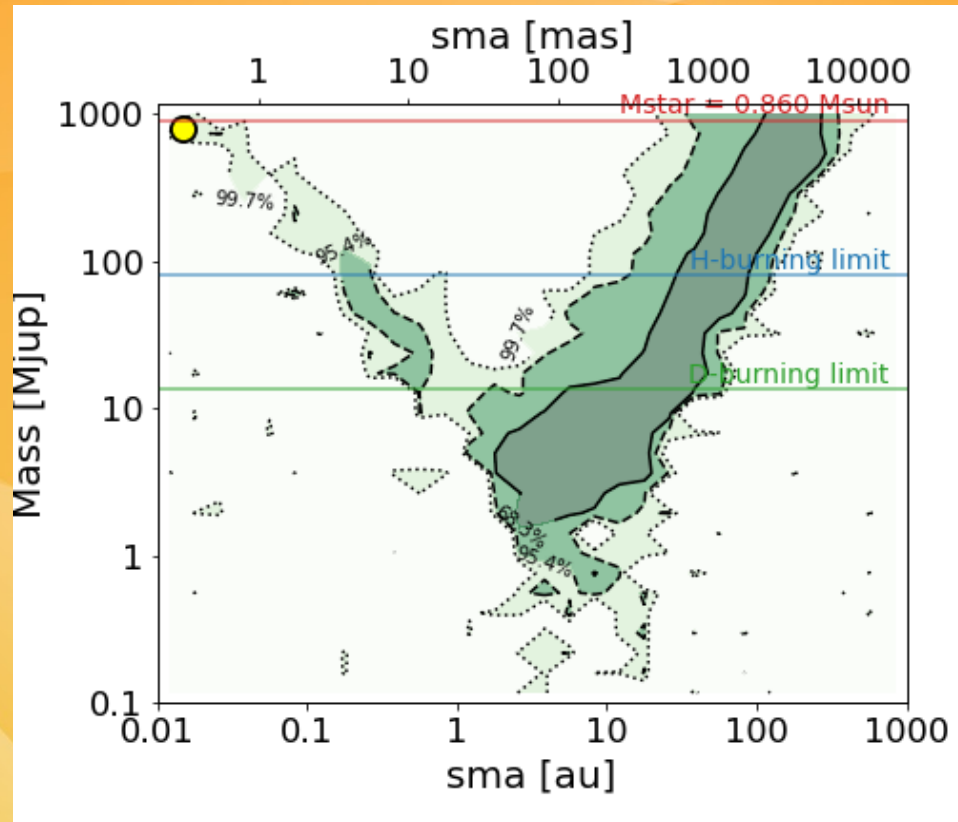 sma [mas]
1 10 100 1000 10000
1000
Mstar = 0.860 Msun
99.7%
95.4%
100
H-burning limit
99.7%
D-burning limit
10
Mass [Mjup]
68.3%
95.4%
1
0.1
0.01 0.1 1 10 100 1000
sma [au]